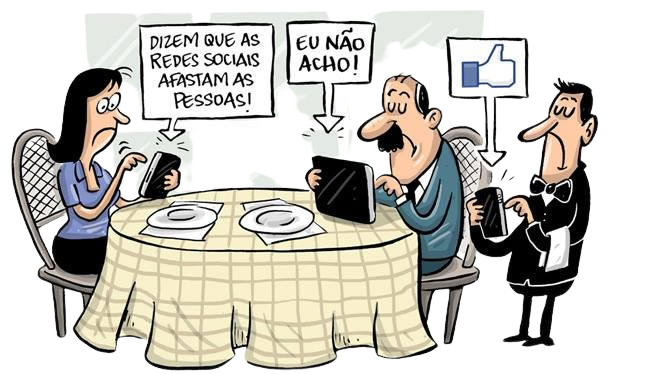 DIZEM QUE AS
REDES SOCIAIS
AFASTAM AS
PESSOAS!
EU NÃO
ACHO!